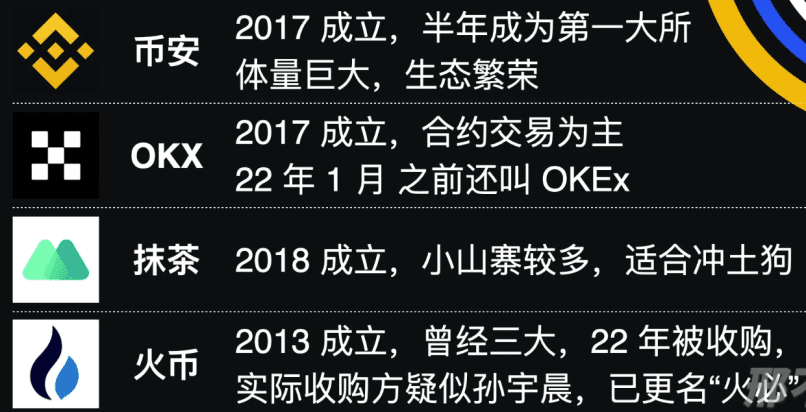 币安
2017 成立，半年成为第一大所
体量巨大，生态繁荣
OKX
2017 成立，合约交易为主
22 年 1 月 之前还叫 OKEx
抹茶
2018 成立，小山寨较多，适合冲土狗
火币
2013 成立，曾经三大，22 年被收购，
实际收购方疑似孙宇晨，已更名“火必”